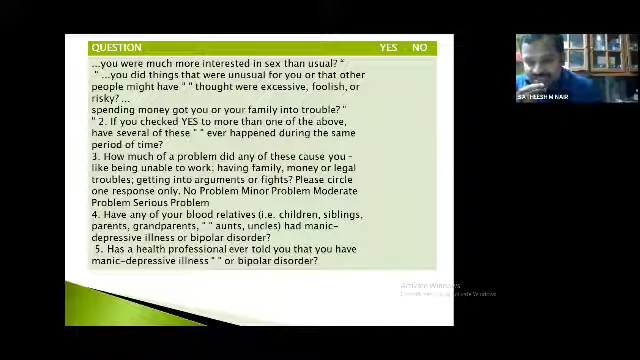 QUESTION YES NO
...you were much more interested in sex than usual? "
" ...you did things that were unusual for you or that other
people might have " " thought were excessive, foolish, or
risky? ...
spending money got you or your family into trouble? "
" 2. If you checked YES to more than one of the above,
have several of these " " ever happened during the same
period of time?
3. How much of a problem did any of these cause you -
like being unable to work; having family, money or legal
troubles; getting into arguments or fights? Please circle
one response only. No Problem Minor Problem Moderate
Problem Serious Problem
4. Have any of your blood relatives (i.e. children, siblings,
parents, grandparents, " " aunts, uncles) had manic-
depressive illness or bipolar disorder?
5. Has a health professional ever told you that you have
manic-depressive illness " " or bipolar disorder?
SATHEESH M NAIR
Activate Windows
Activate Windows